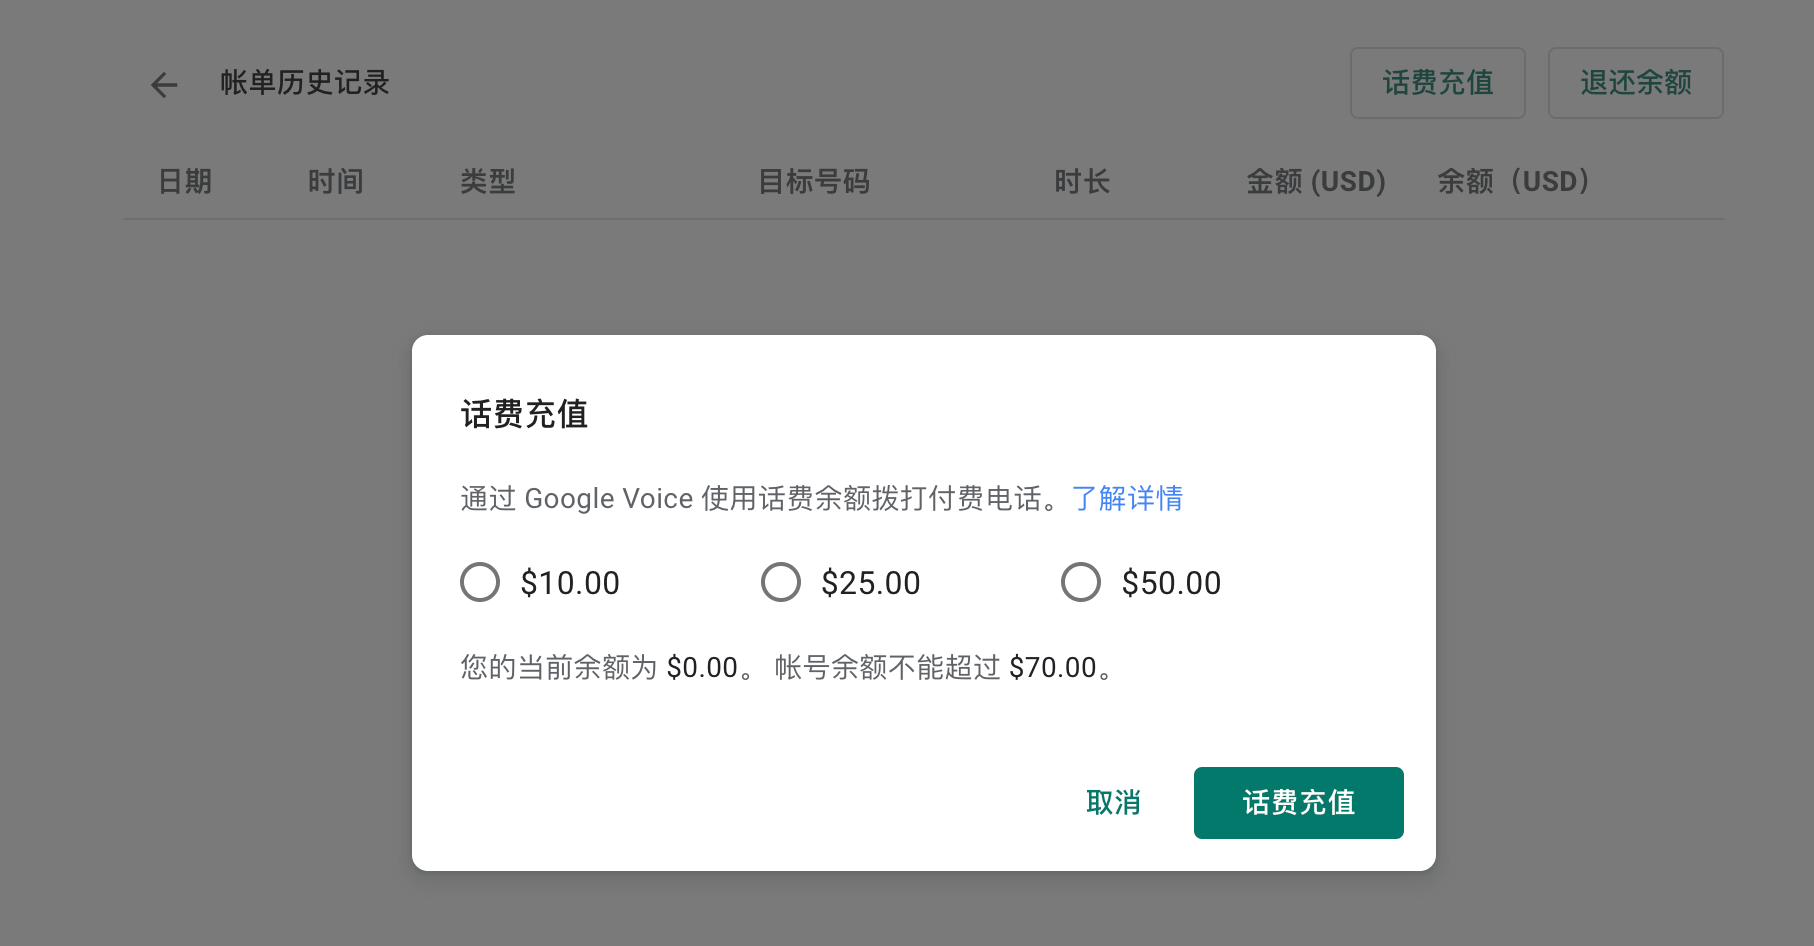 帐单历史记录
话费充值
退还余额
日期 时间 类型 目标号码 时长 金额 (USD) 余额（USD）
话费充值
通过 Google Voice 使用话费余额拨打付费电话。了解详情
$10.00 $25.00 $50.00
您的当前余额为 $0.00。 帐号余额不能超过 $70.00。
取消 话费充值